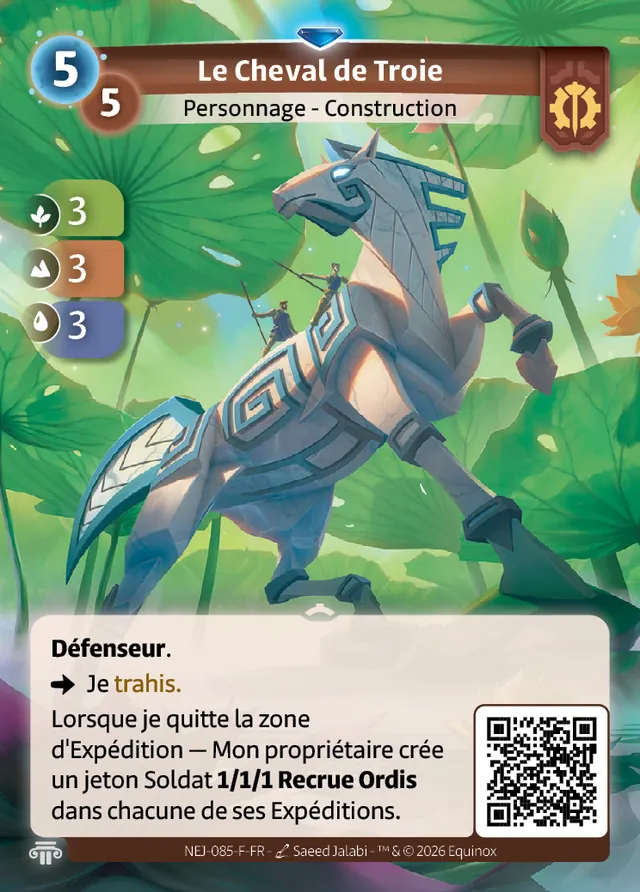 5
Le Cheval de Troie
5
Personnage - Construction
3
3
3
Défenseur.
Je trahis.
Lorsque je quitte la zone
d'Expédition — Mon propriétaire crée
un jeton Soldat 1/1/1 Recrue Ordis
dans chacune de ses Expéditions.
NEJ-085-F-FR - Saeed Jalabi - ™ & © 2026 Equinox